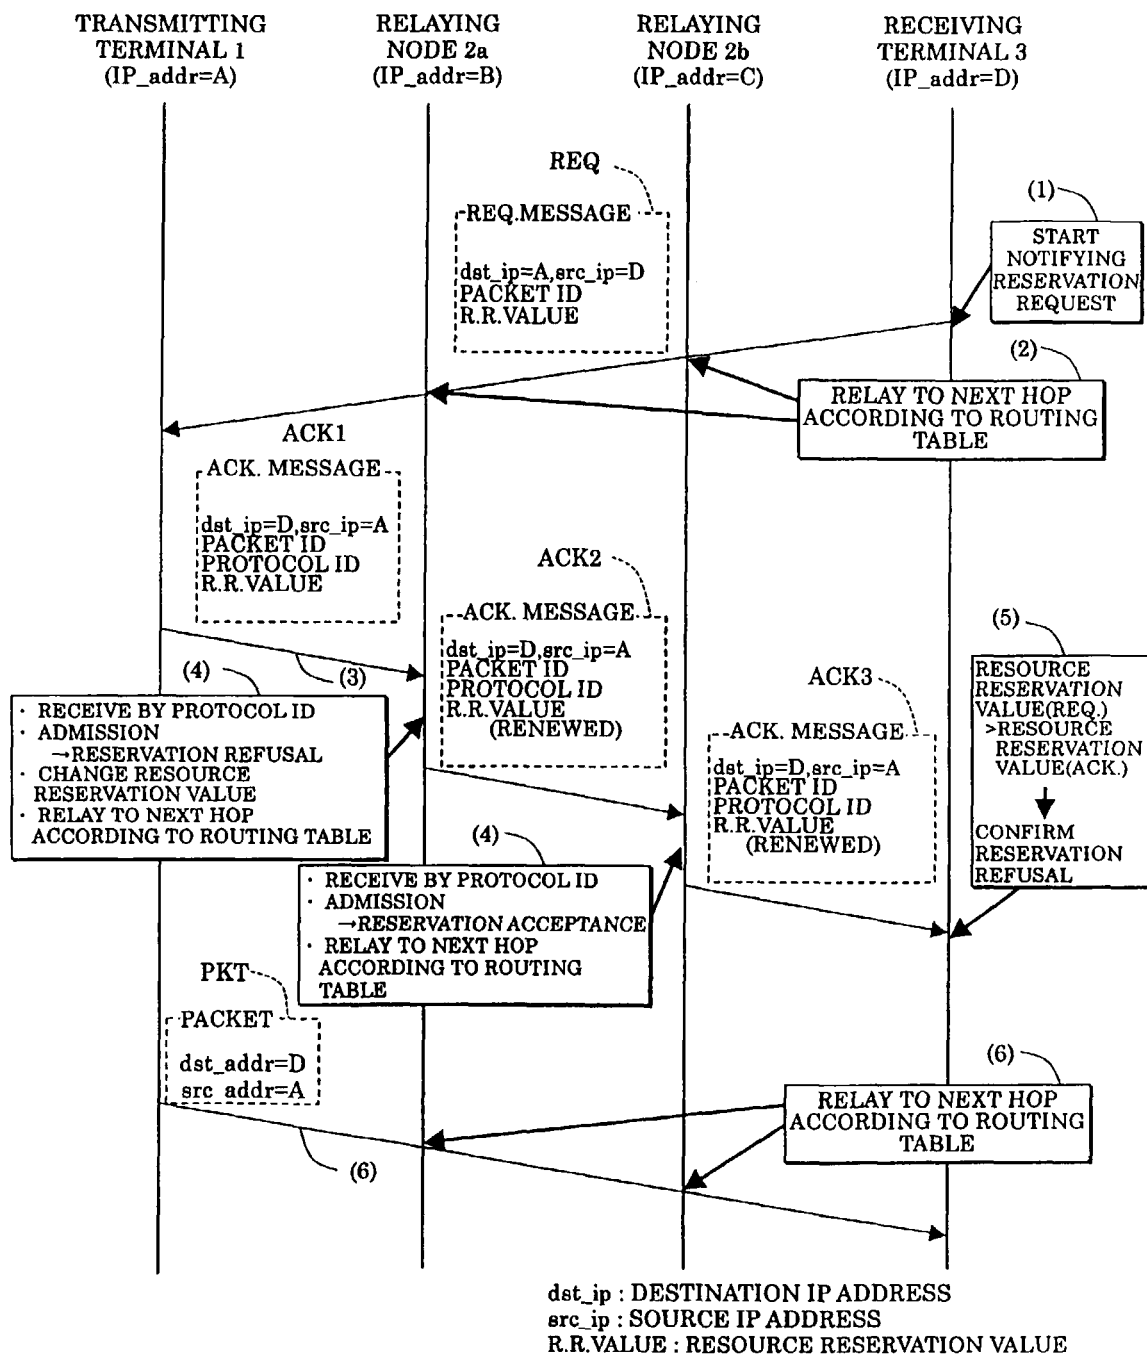 TRANSMITTING
TERMINAL 1
(IP_addr=A)
RELAYING
NODE 2a
(IP_addr=B)
RELAYING
NODE 2b
(IP_addr=C)
RECEIVING
TERMINAL 3
(IP_addr=D)
REQ
REQ.MESSAGE
dst_ip=A,src_ip=D
PACKET ID
R.R.VALUE
(1)
START
NOTIFYING
RESERVATION
REQUEST
(2)
RELAY TO NEXT HOP
ACCORDING TO ROUTING
TABLE
ACK1
ACK. MESSAGE
dst_ip=D,src_ip=A
PACKET ID
PROTOCOL ID
R.R.VALUE
(3)
ACK2
ACK. MESSAGE
dst_ip=D,src_ip=A
PACKET ID
PROTOCOL ID
R.R.VALUE
(RENEWED)
(4)
· RECEIVE BY PROTOCOL ID
· ADMISSION
→RESERVATION REFUSAL
· CHANGE RESOURCE
RESERVATION VALUE
· RELAY TO NEXT HOP
ACCORDING TO ROUTING TABLE
ACK3
ACK. MESSAGE
dst_ip=D,src_ip=A
PACKET ID
PROTOCOL ID
R.R.VALUE
(RENEWED)
(5)
RESOURCE
RESERVATION
VALUE(REQ.)
>RESOURCE
RESERVATION
VALUE(ACK.)
CONFIRM
RESERVATION
REFUSAL
(4)
· RECEIVE BY PROTOCOL ID
· ADMISSION
→RESERVATION ACCEPTANCE
· RELAY TO NEXT HOP
ACCORDING TO ROUTING
TABLE
PKT
PACKET
dst_addr=D
src_addr=A
(6)
(6)
RELAY TO NEXT HOP
ACCORDING TO ROUTING
TABLE
dst_ip : DESTINATION IP ADDRESS
src_ip : SOURCE IP ADDRESS
R.R.VALUE : RESOURCE RESERVATION VALUE